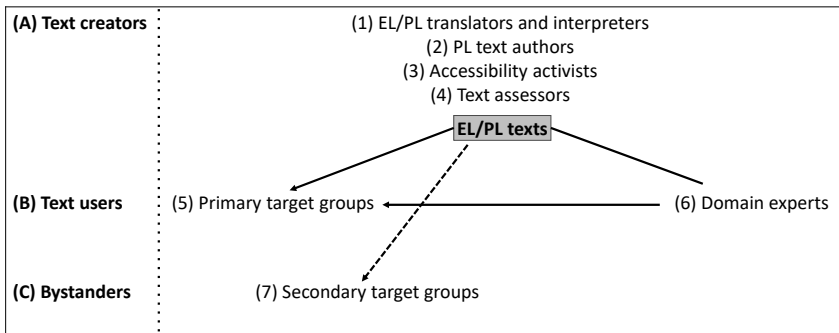 (A) Text creators (1) EL/PL translators and interpreters
(2) PL text authors
(3) Accessibility activists
(4) Text assessors
EL/PL texts
(B) Text users (5) Primary target groups (6) Domain experts
(C) Bystanders (7) Secondary target groups